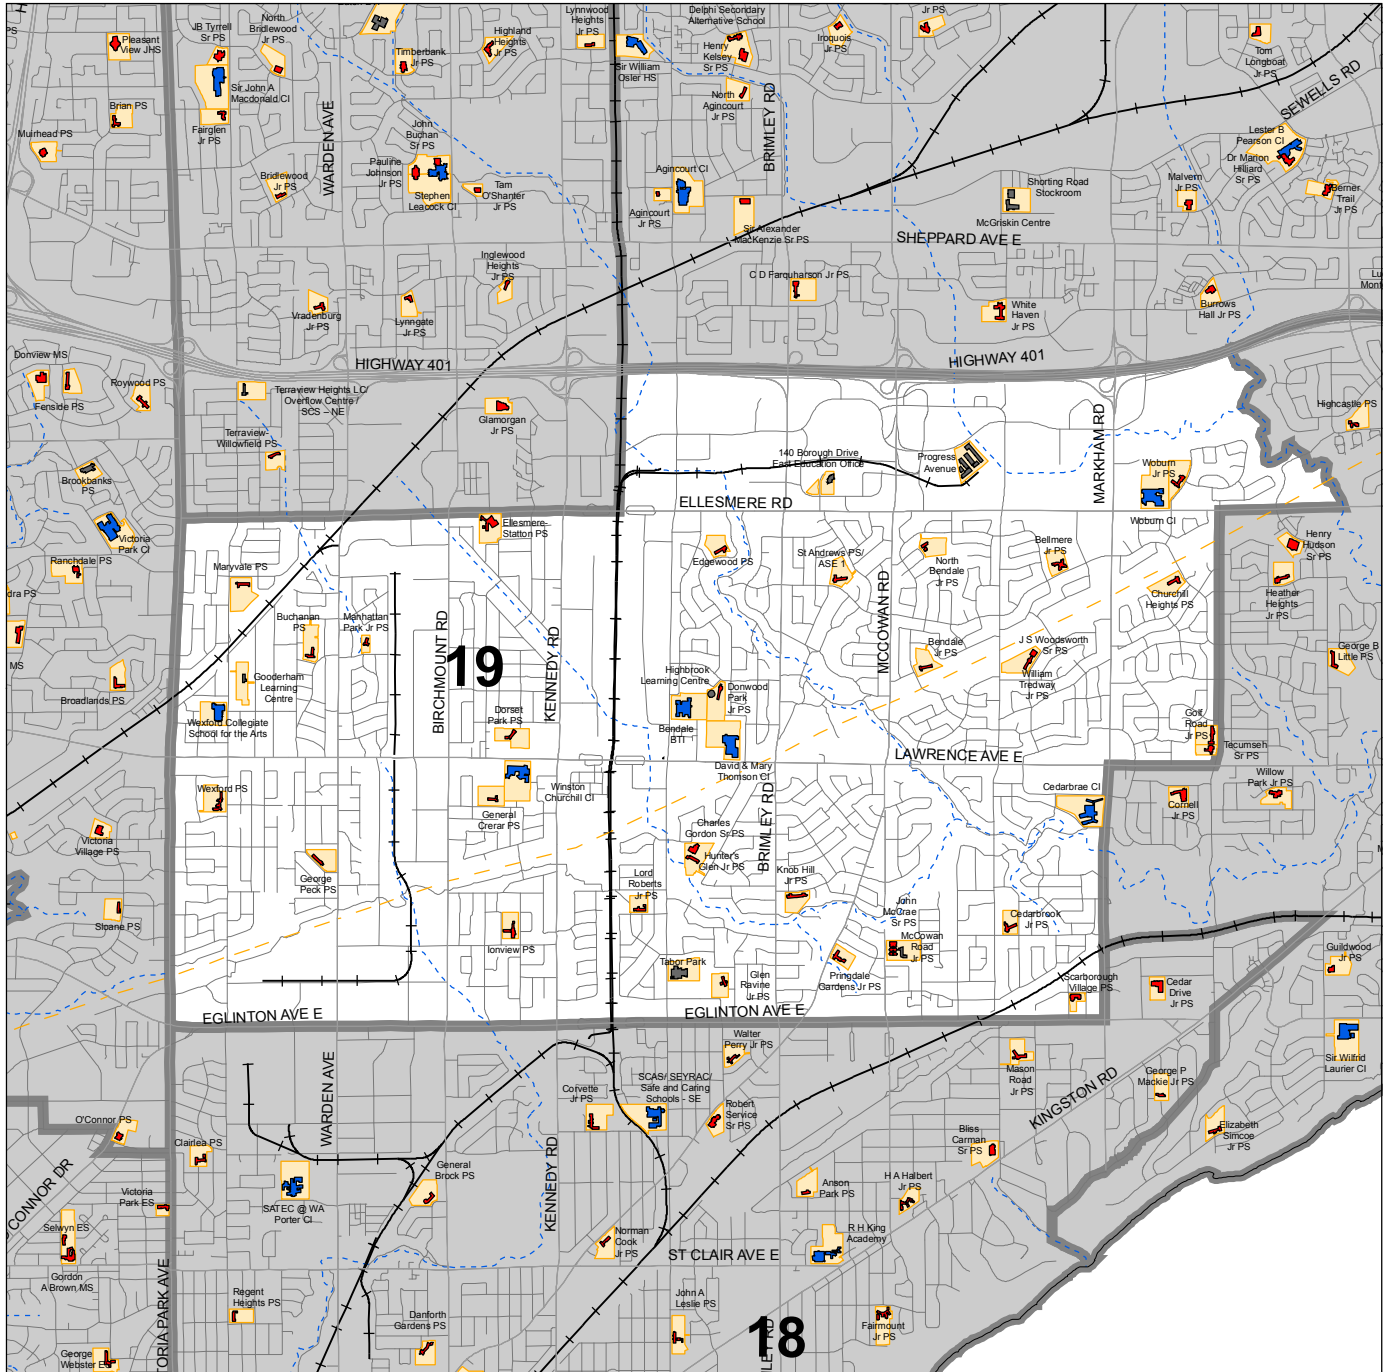 Pleasant
View JHS
JB Tyrrell
Sr PS
North
Bridlewood
Jr PS
Timberbank
Jr PS
Highland
Heights
Jr PS
Lynnwood
Heights
Jr PS
Sir William
Osler HS
Delphi Secondary
Alternative School
Henry
Kelsey
Sr PS
Iroquois
Jr PS
Jr PS
Tom
Longboat
Jr PS
SEWELLS RD
Sir John A
Macdonald CI
Brian PS
Muirhead PS
Fairglen
Jr PS
WARDEN AVE
John
Buchan
Sr PS
Pauline
Johnson
Jr PS
Stephen
Leacock CI
Tam
O'Shanter
Jr PS
Bridlewood
Jr PS
North
Agincourt
Jr PS
BRIMLEY RD
Agincourt CI
Agincourt
Jr PS
Sir Alexander
MacKenzie Sr PS
Shorting Road
Stockroom
McGriskin Centre
SHEPPARD AVE E
Lester B
Pearson CI
Dr Marion
Hilliard
Sr PS
Malvern
Jr PS
Berner
Trail
Jr PS
Inglewood
Heights
Jr PS
C D Farquharson Jr PS
White
Haven
Jr PS
Burrows
Hall Jr PS
Vradenburg
Jr PS
Lynngate
Jr PS
HIGHWAY 401
HIGHWAY 401
Donview MS
Fenside PS
Roywood PS
Terraview Heights LC/
Overflow Centre /
SCS – NE
Terraview-
Willowfield PS
Glamorgan
Jr PS
Highcastle PS
MARKHAM RD
140 Borough Drive
East Education Office
Progress
Avenue
Woburn
Jr PS
Woburn CI
Brookbanks
PS
Victoria
Park CI
Ranchdale PS
ELLESMERE RD
Ellesmere-
Statton PS
Maryvale PS
Edgewood PS
St Andrews PS/
ASE 1
North
Bendale
Jr PS
Bellmere
Jr PS
Churchill
Heights PS
Henry
Hudson
Sr PS
Heather
Heights
Jr PS
dra PS
MS
Buchanan
PS
Manhattan
Park Jr PS
BIRCHMOUNT RD
19
KENNEDY RD
MCCOWAN RD
Bendale
Jr PS
J S Woodsworth
Sr PS
William
Tredway
Jr PS
George B
Little PS
Broadlands PS
Gooderham
Learning
Centre
Wexford Collegiate
School for the Arts
Highbrook
Learning Centre
Donwood
Park
Jr PS
Bendale
BTI
David & Mary
Thomson CI
Dorset
Park PS
Golf
Road
Jr PS
Tecumseh
Sr PS
LAWRENCE AVE E
Wexford PS
Winston
Churchill CI
General
Crerar PS
Cedarbrae CI
Willow
Park Jr PS
Cornell
Jr PS
Victoria
Village PS
George
Peck PS
Charles
Gordon Sr PS
Hunter's
Glen Jr PS
BRIMLEY RD
Knob Hill
Jr PS
Lord
Roberts
Jr PS
Sloane PS
Ionview PS
John
McCrae
Sr PS
McCowan
Road
Jr PS
Cedarbrook
Jr PS
Tabor Park
Glen
Ravine
Jr PS
Pringdale
Gardens Jr PS
Scarborough
Village PS
Cedar
Drive
Jr PS
Guildwood
Jr PS
EGLINTON AVE E
EGLINTON AVE E
Walter
Perry Jr PS
Mason
Road
Jr PS
George P
Mackie Jr PS
Sir Wilfrid
Laurier CI
KINGSTON RD
WARDEN AVE
Corvette
Jr PS
SCAS/ SEYRAC/
Safe and Caring
Schools - SE
Robert
Service
Sr PS
Bliss
Carman
Sr PS
Elizabeth
Simcoe
Jr PS
O'Connor PS
Clairlea PS
O'CONNOR DR
Victoria
Park ES
SATEC @ WA
Porter CI
General
Brock PS
KENNEDY RD
Anson
Park PS
H A Halbert
Jr PS
Selwyn ES
Gordon
A Brown MS
Norman
Cook
Jr PS
ST CLAIR AVE E
R H King
Academy
Regent
Heights PS
Danforth
Gardens PS
John A
Leslie PS
18
Fairmount
Jr PS
George
Webster ES